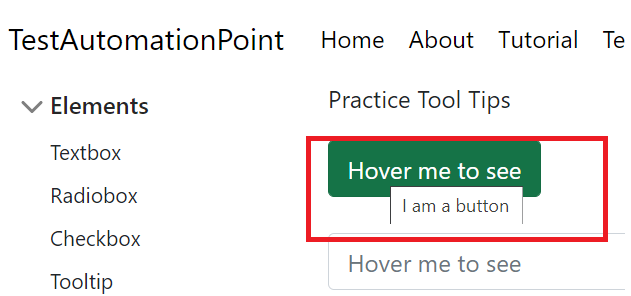 TestAutomationPoint Home About Tutorial
Elements
Practice Tool Tips
Textbox
Hover me to see
Radiobox
I am a button
Checkbox
Hover me to see
Tooltip